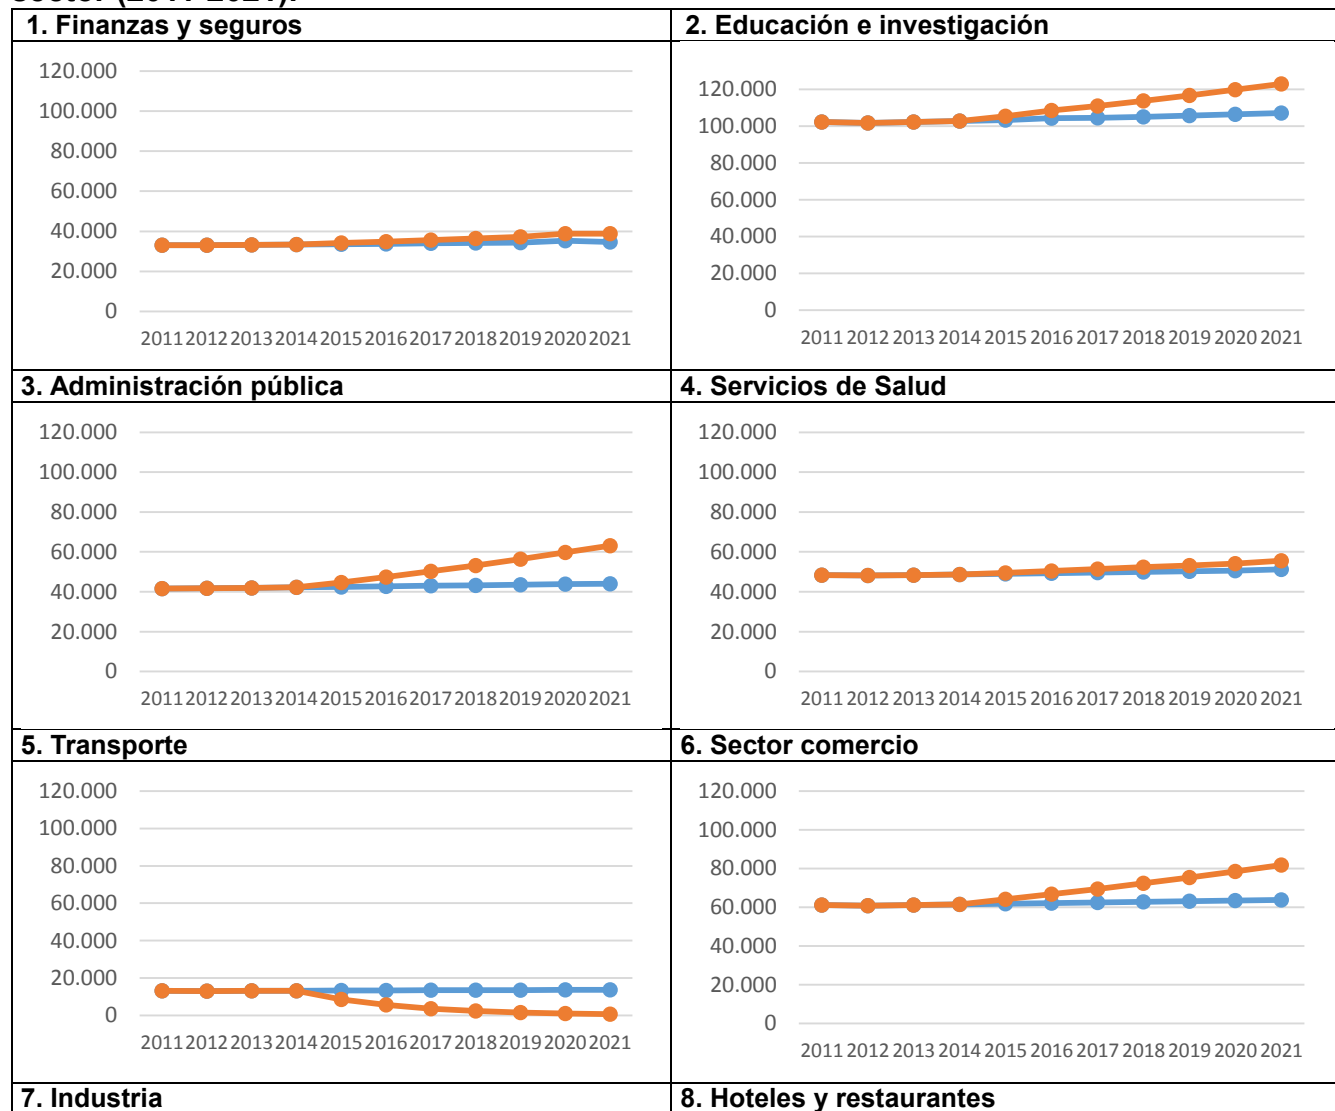 sector (2011-2021).
1. Finanzas y seguros
120.000
100.000
80.000
60.000
40.000
20.000
0
2011 2012 2013 2014 2015 2016 2017 2018 2019 2020 2021
2. Educación e investigación
120.000
100.000
80.000
60.000
40.000
20.000
0
2011 2012 2013 2014 2015 2016 2017 2018 2019 2020 2021
3. Administración pública
120.000
100.000
80.000
60.000
40.000
20.000
0
2011 2012 2013 2014 2015 2016 2017 2018 2019 2020 2021
4. Servicios de Salud
120.000
100.000
80.000
60.000
40.000
20.000
0
2011 2012 2013 2014 2015 2016 2017 2018 2019 2020 2021
5. Transporte
120.000
100.000
80.000
60.000
40.000
20.000
0
2011 2012 2013 2014 2015 2016 2017 2018 2019 2020 2021
6. Sector comercio
120.000
100.000
80.000
60.000
40.000
20.000
0
2011 2012 2013 2014 2015 2016 2017 2018 2019 2020 2021
7. Industria
8. Hoteles y restaurantes